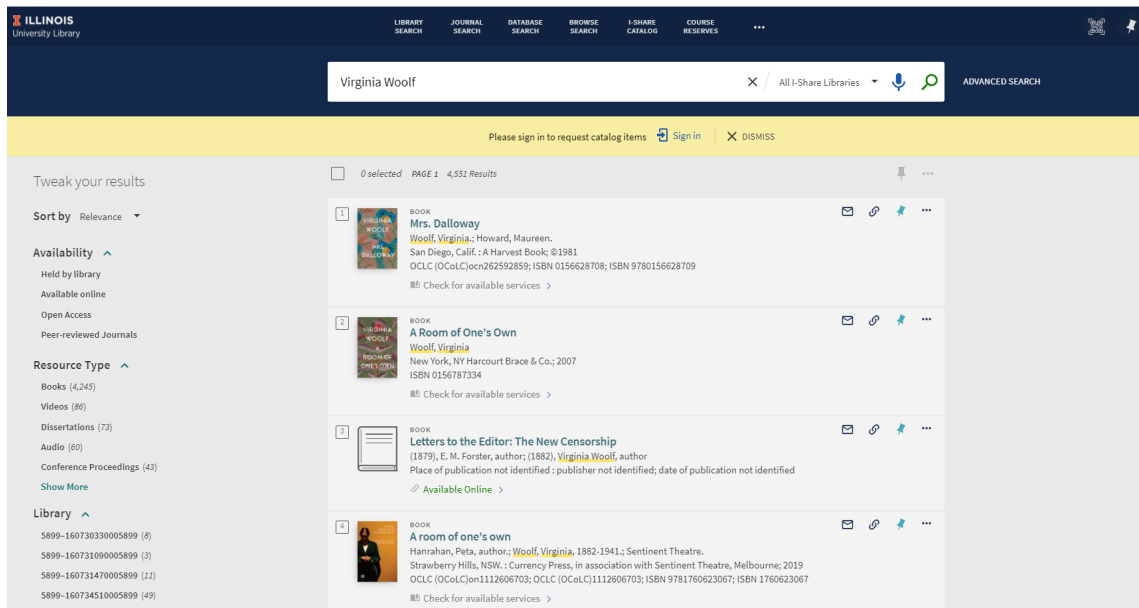 ILLINOIS
University Library
LIBRARY SEARCH
JOURNAL SEARCH
DATABASE SEARCH
BROWSE SEARCH
I-SHARE CATALOG
COURSE RESERVES
Virginia Woolf
All I-Share Libraries
ADVANCED SEARCH
Please sign in to request catalog items Sign in DISMISS
Tweak your results
Sort by Relevance
Availability
Held by library
Available online
Open Access
Peer-reviewed Journals
Resource Type
Books (4,245)
Videos (86)
Dissertations (73)
Audio (60)
Conference Proceedings (43)
Show More
Library
5899-160730330005899 (8)
5899-160731090005899 (3)
5899-160731470005899 (11)
5899-160734510005899 (49)
0 selected PAGE 1 4,551 Results
1
VIRGINIA
WOOLF
MRS.
DALLOWAY
BOOK
Mrs. Dalloway
Woolf, Virginia.; Howard, Maureen.
San Diego, Calif. : A Harvest Book; ©1981
OCLC (OCoLC)ocn262592859; ISBN 0156628708; ISBN 9780156628709
Check for available services
2
VIRGINIA
WOOLF
A
ROOM OF
ONE'S OWN
BOOK
A Room of One's Own
Woolf, Virginia
New York, NY Harcourt Brace & Co.; 2007
ISBN 0156787334
Check for available services
3
BOOK
Letters to the Editor: The New Censorship
(1879), E. M. Forster, author; (1882), Virginia Woolf, author
Place of publication not identified : publisher not identified; date of publication not identified
Available Online
4
BOOK
A room of one's own
Hanrahan, Peta, author.; Woolf, Virginia, 1882-1941.; Sentinent Theatre.
Strawberry Hills, NSW. : Currency Press, in association with Sentinent Theatre, Melbourne; 2019
OCLC (OCoLC)on1112606703; OCLC (OCoLC)1112606703; ISBN 9781760623067; ISBN 1760623067
Check for available services